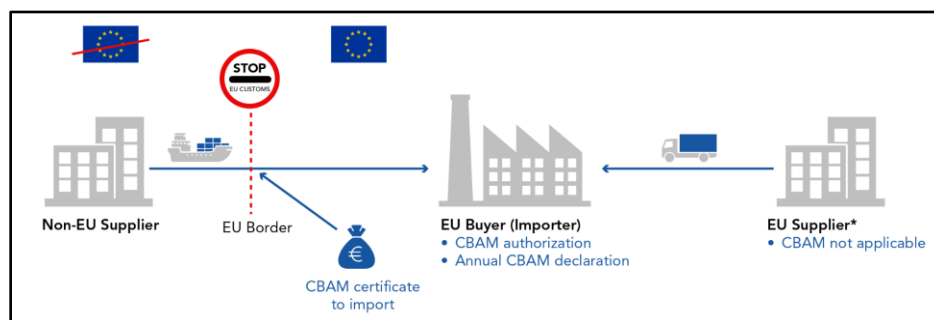 STOP
EU CUSTOMS
Non-EU Supplier
EU Border
CBAM certificate
to import
EU Buyer (Importer)
• CBAM authorization
• Annual CBAM declaration
EU Supplier*
• CBAM not applicable